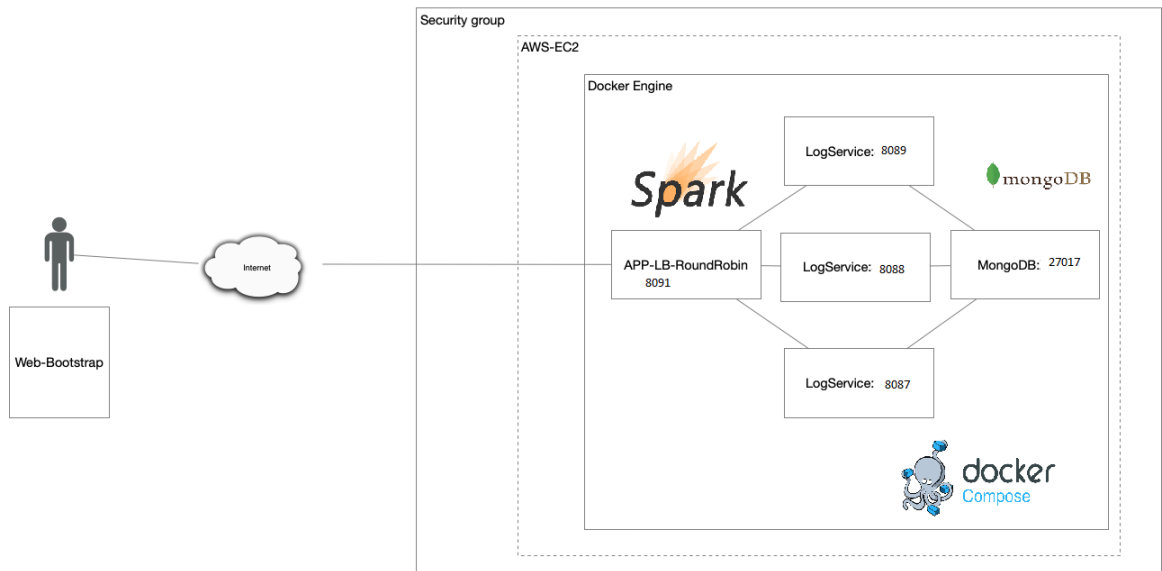 Security group
AWS-EC2
Docker Engine
LogService: 8089
Spark
mongoDB
Internet
APP-LB-RoundRobin
8091
LogService: 8088
MongoDB: 27017
Web-Bootstrap
LogService: 8087
docker
Compose